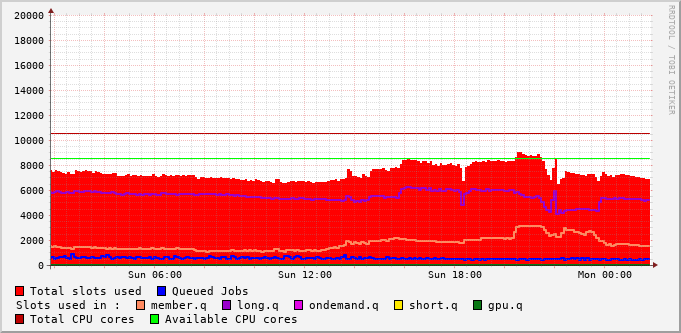 20000
18000
16000
14000
12000
10000
8000
6000
4000
2000
0
Sun 06:00 Sun 12:00 Sun 18:00 Mon 00:00
Total slots used Queued Jobs
Slots used in : member.q long.q ondemand.q short.q gpu.q
Total CPU cores Available CPU cores
RRDTOOL / TOBI OETIKER